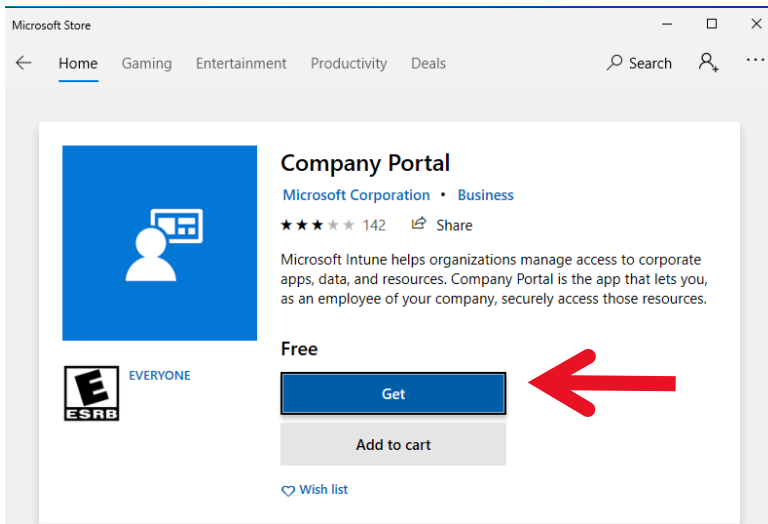 Microsoft Store
Home Gaming Entertainment Productivity Deals Search
Company Portal
Microsoft Corporation • Business
142 Share
Microsoft Intune helps organizations manage access to corporate
apps, data, and resources. Company Portal is the app that lets you,
as an employee of your company, securely access those resources.
Free
E
ESRB
EVERYONE
Get
Add to cart
Wish list